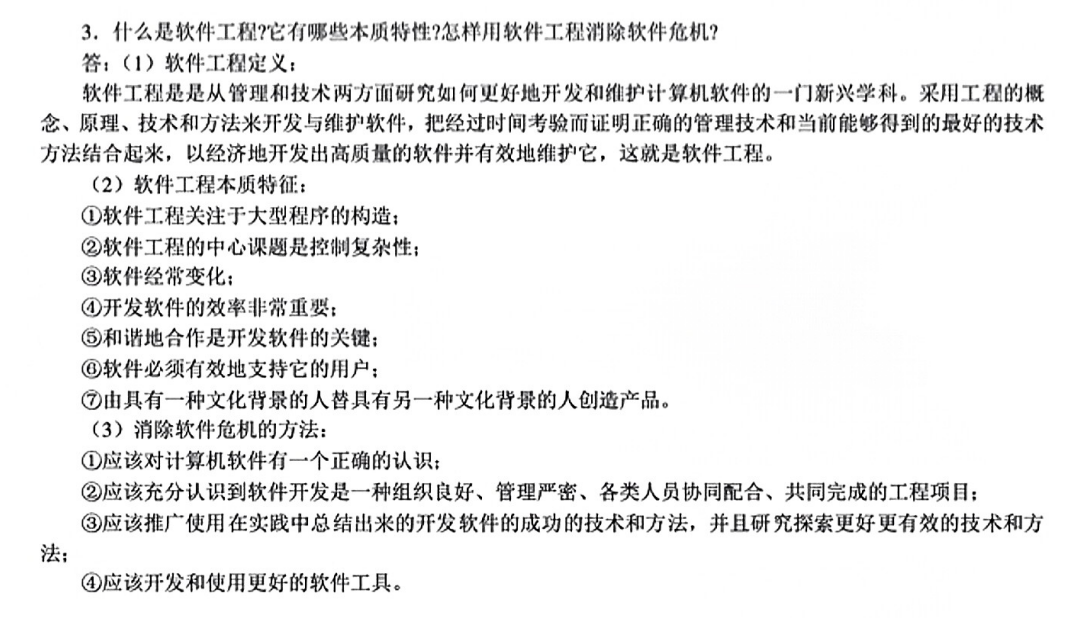 3．什么是软件工程?它有哪些本质特性?怎样用软件工程消除软件危机?
答：（1）软件工程定义：
软件工程是是从管理和技术两方面研究如何更好地开发和维护计算机软件的一门新兴学科。采用工程的概
念、原理、技术和方法来开发与维护软件，把经过时间考验而证明正确的管理技术和当前能够得到的最好的技术
方法结合起来，以经济地开发出高质量的软件并有效地维护它，这就是软件工程。
（2）软件工程本质特征：
①软件工程关注于大型程序的构造；
②软件工程的中心课题是控制复杂性；
③软件经常变化；
④开发软件的效率非常重要；
⑤和谐地合作是开发软件的关键；
⑥软件必须有效地支持它的用户；
⑦由具有一种文化背景的人替具有另一种文化背景的人创造产品。
（3）消除软件危机的方法：
①应该对计算机软件有一个正确的认识；
②应该充分认识到软件开发是一种组织良好、管理严密、各类人员协同配合、共同完成的工程项目；
③应该推广使用在实践中总结出来的开发软件的成功的技术和方法，并且研究探索更好更有效的技术和方
法；
④应该开发和使用更好的软件工具。